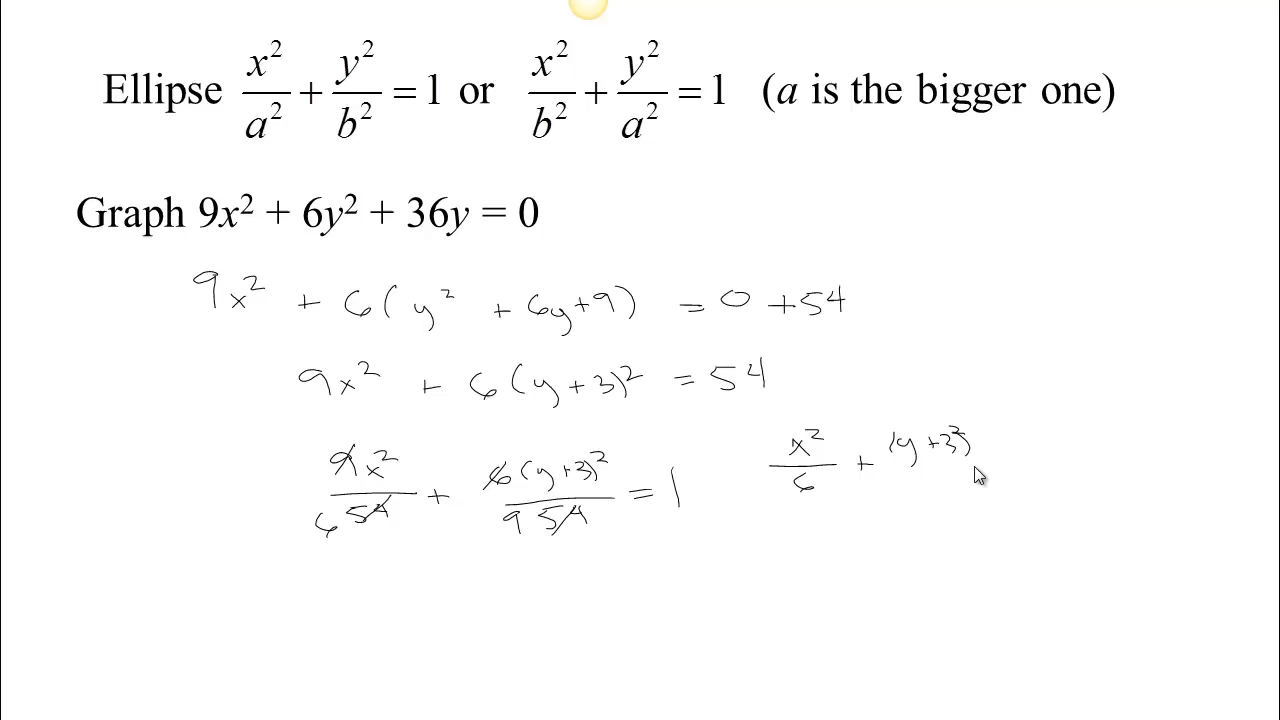 Ellipse x²/a² + y²/b² = 1 or x²/b² + y²/a² = 1 (a is the bigger one)
Graph 9x² + 6y² + 36y = 0
9x² + 6(y² + 6y+9) = 0 +54
9x² + 6(y+3)² = 54
9x²/6 54 + 6(y+3)²/9 54 = 1 x²/6 + (y+3)²